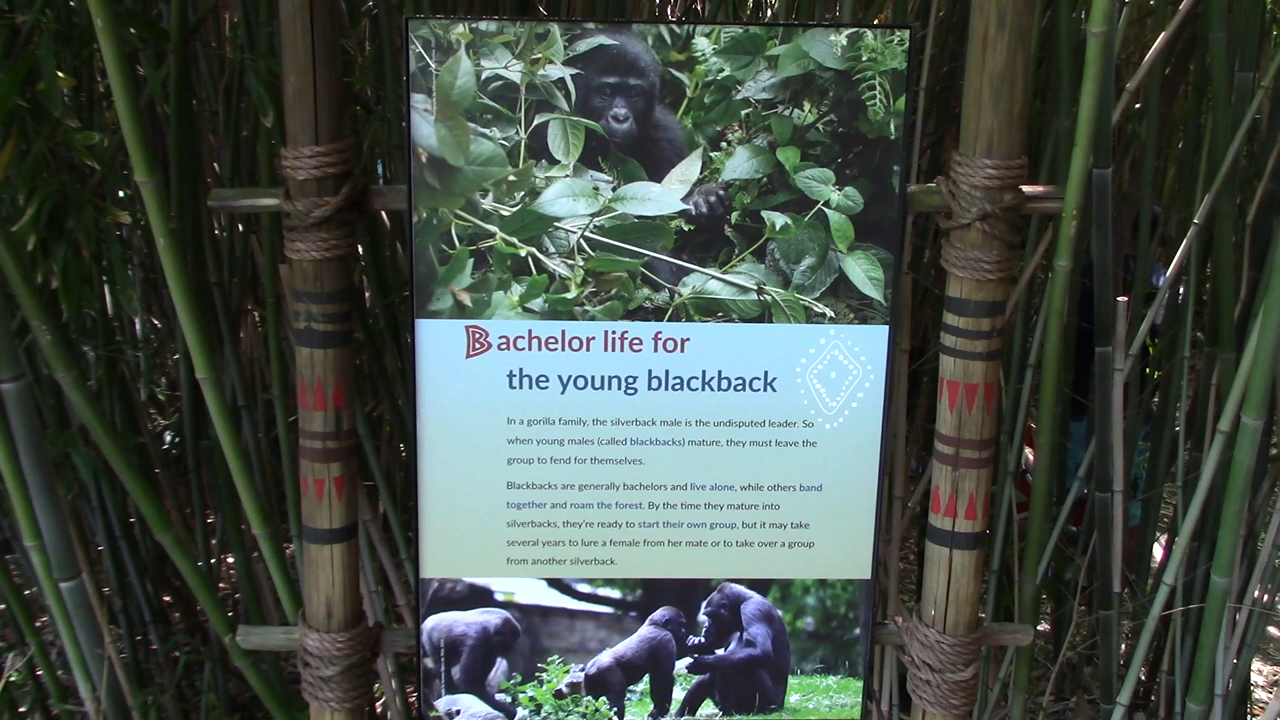 Bachelor life for
the young blackback
In a gorilla family, the silverback male is the undisputed leader. So
when young males (called blackbacks) mature, they must leave the
group to fend for themselves.
Blackbacks are generally bachelors and live alone, while others band
together and roam the forest. By the time they mature into
silverbacks, they're ready to start their own group, but it may take
several years to lure a female from her mate or to take over a group
from another silverback.